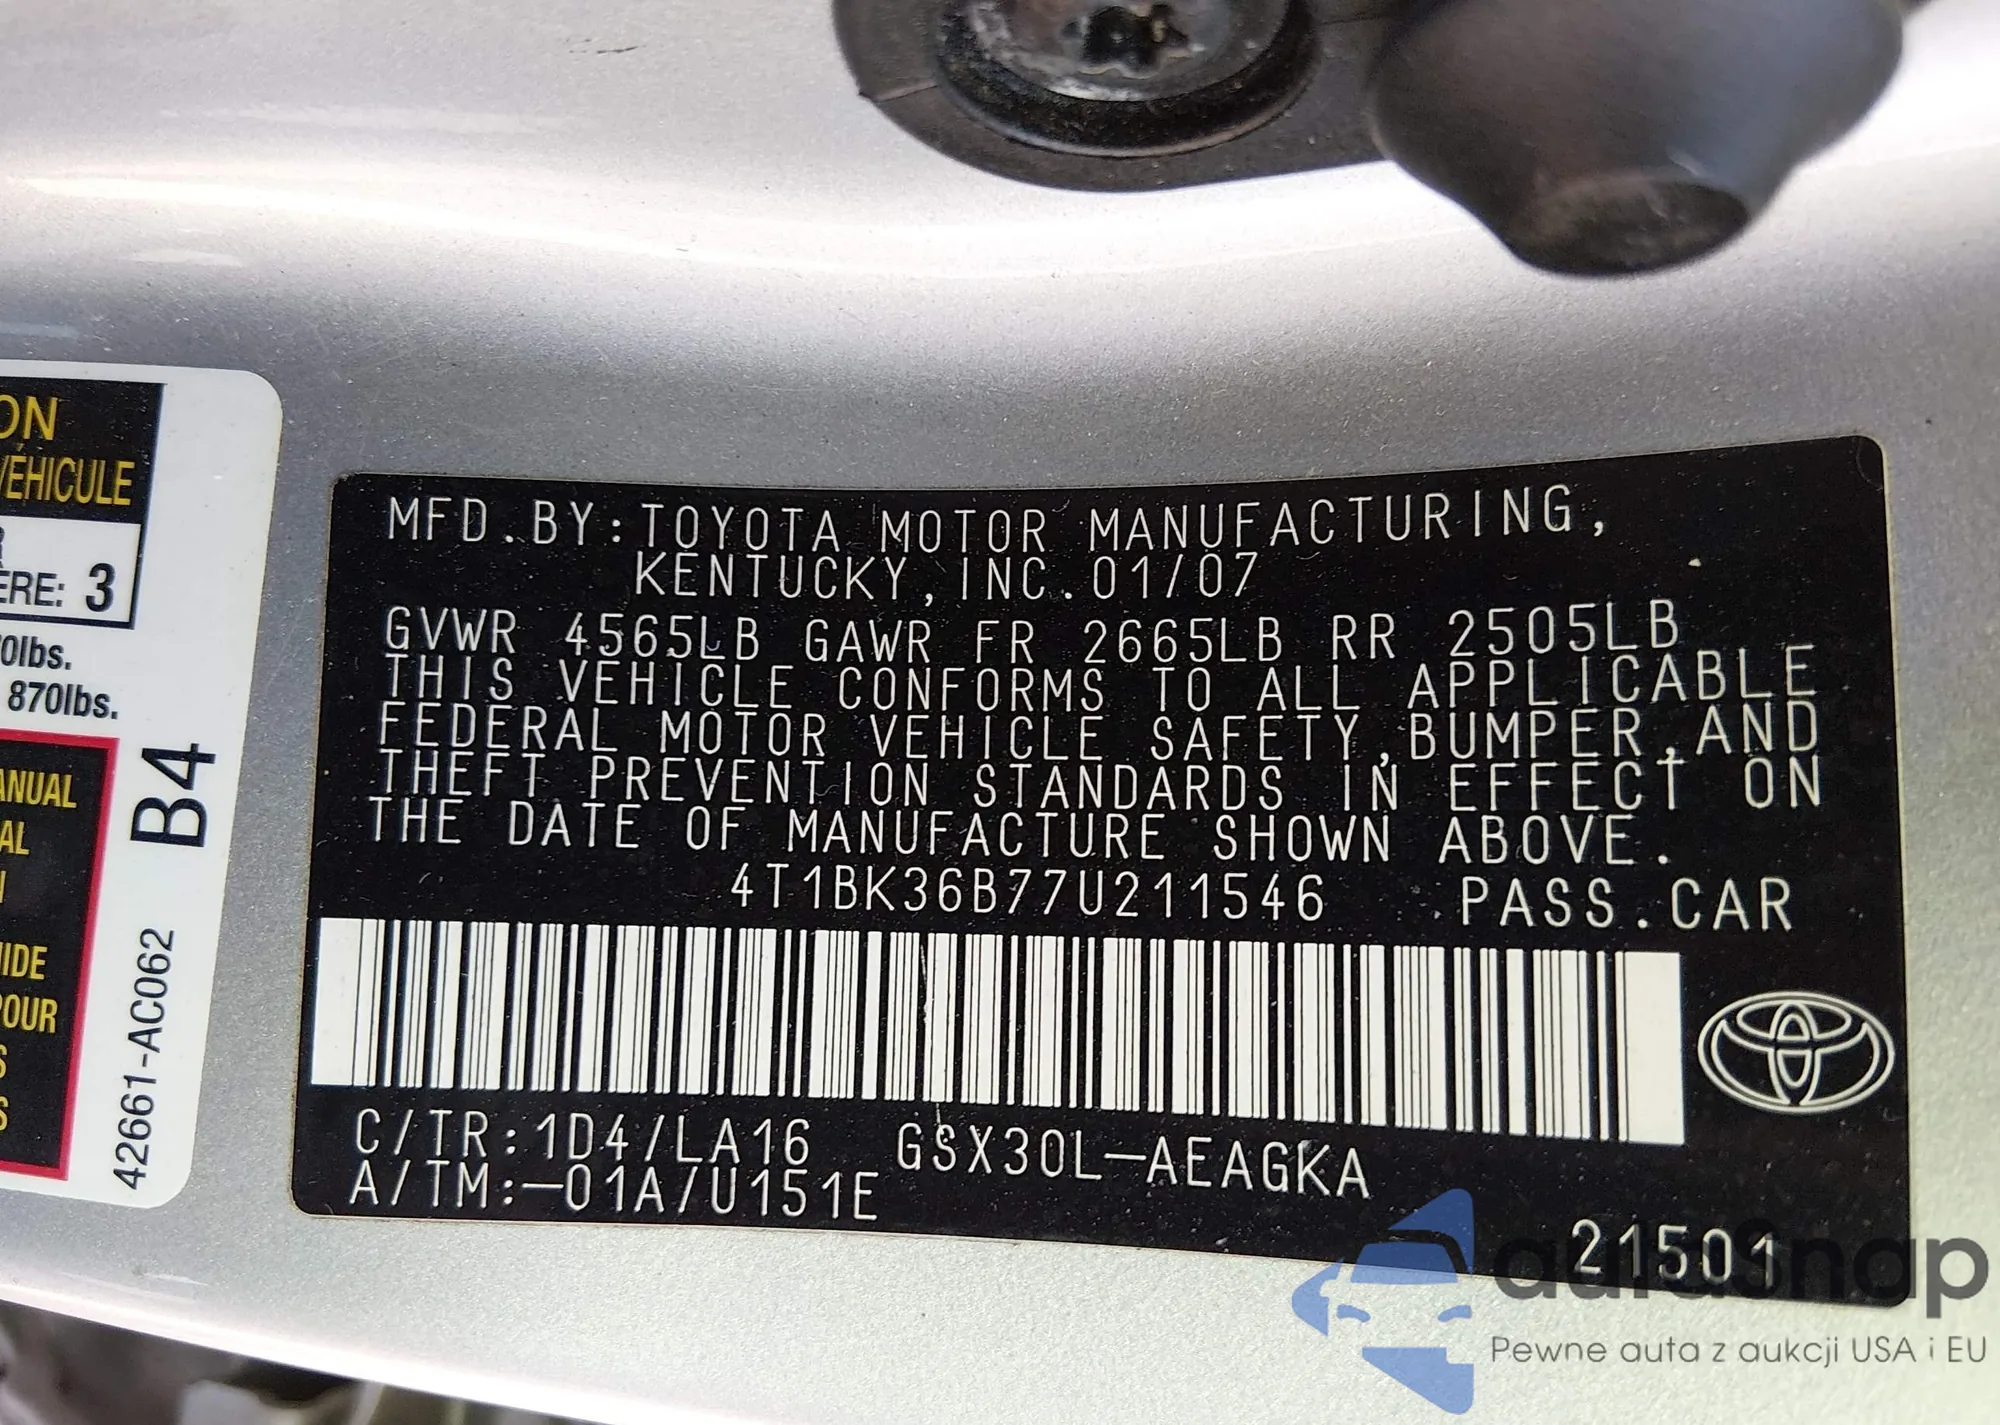 ON
VÉHICULE
ERE: 3
0lbs.
870lbs.
ANUAL
AL
IDE
POUR
S
S
B4
42661-AC062
MFD.BY:TOYOTA MOTOR MANUFACTURING,
KENTUCKY,INC.01/07
GVWR 4565LB GAWR FR 2665LB RR 2505LB
THIS VEHICLE CONFORMS TO ALL APPLICABLE
FEDERAL MOTOR VEHICLE SAFETY,BUMPER,AND
THEFT PREVENTION STANDARDS IN EFFECT ON
THE DATE OF MANUFACTURE SHOWN ABOVE.
4T1BK36B77U211546 PASS.CAR
C/TR:1D4/LA16 GSX30L-AEAGKA
A/TM:-01A/U151E
21501
autaSnap
Pewne auta z aukcji USA i EU